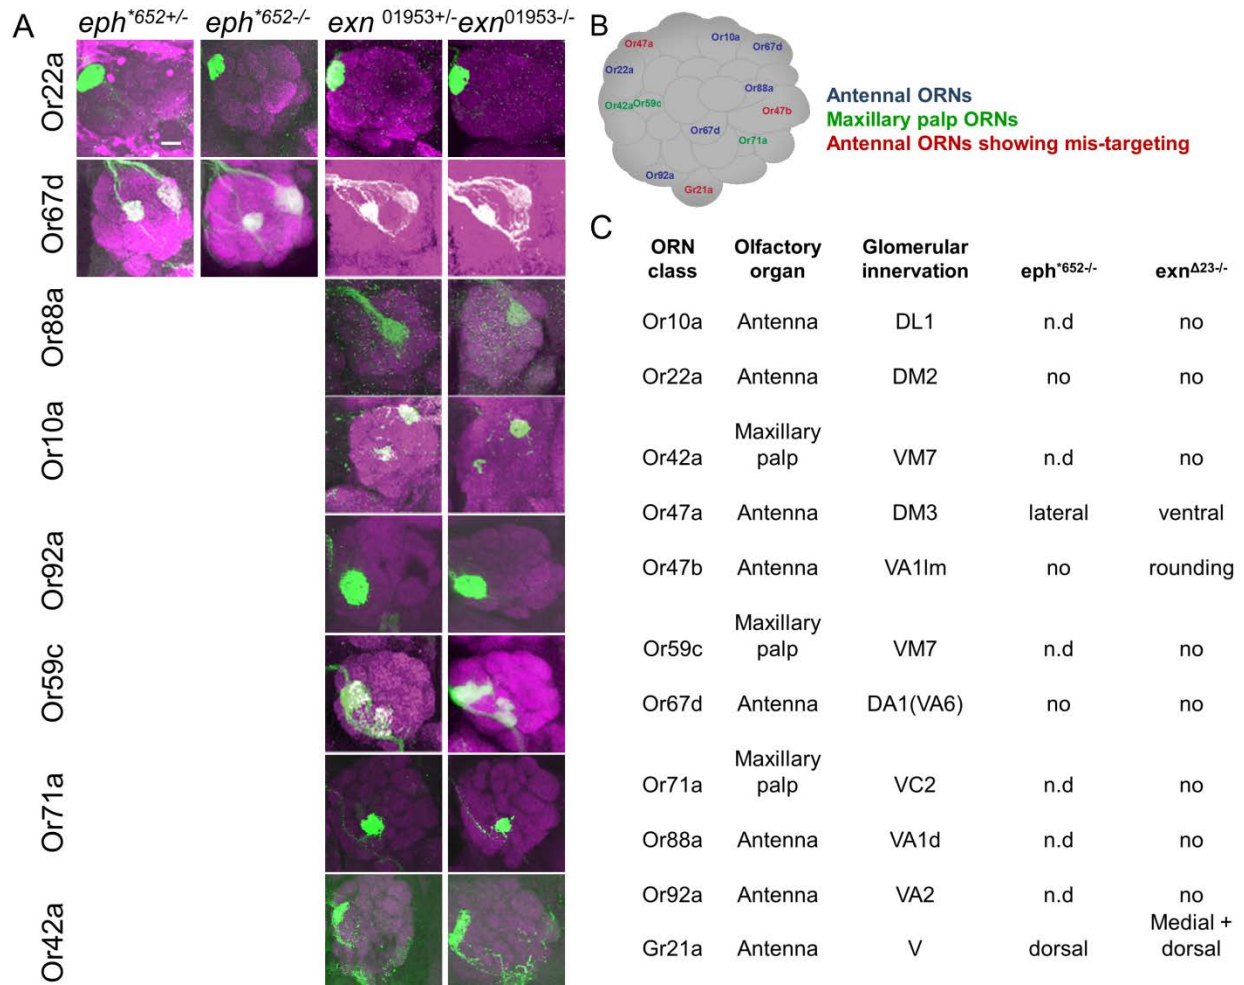 A
eph*652+/- eph*652-/- exn 01953+/- exn01953-/-
Or22a
Or67d
Or88a
Or10a
Or92a
Or59c
Or71a
Or42a
B
Or47a
Or10a
Or67d
Or22a
Or88a
Or42a Or59c
Or47b
Or67d
Or71a
Or92a
Gr21a
Antennal ORNs
Maxillary palp ORNs
Antennal ORNs showing mis-targeting
C
ORN class Olfactory organ Glomerular innervation eph*652-/- exnΔ23-/-
Or10a Antenna DL1 n.d no
Or22a Antenna DM2 no no
Or42a Maxillary palp VM7 n.d no
Or47a Antenna DM3 lateral ventral
Or47b Antenna VA1lm no rounding
Or59c Maxillary palp VM7 n.d no
Or67d Antenna DA1(VA6) no no
Or71a Maxillary palp VC2 n.d no
Or88a Antenna VA1d n.d no
Or92a Antenna VA2 n.d no
Gr21a Antenna V dorsal Medial + dorsal